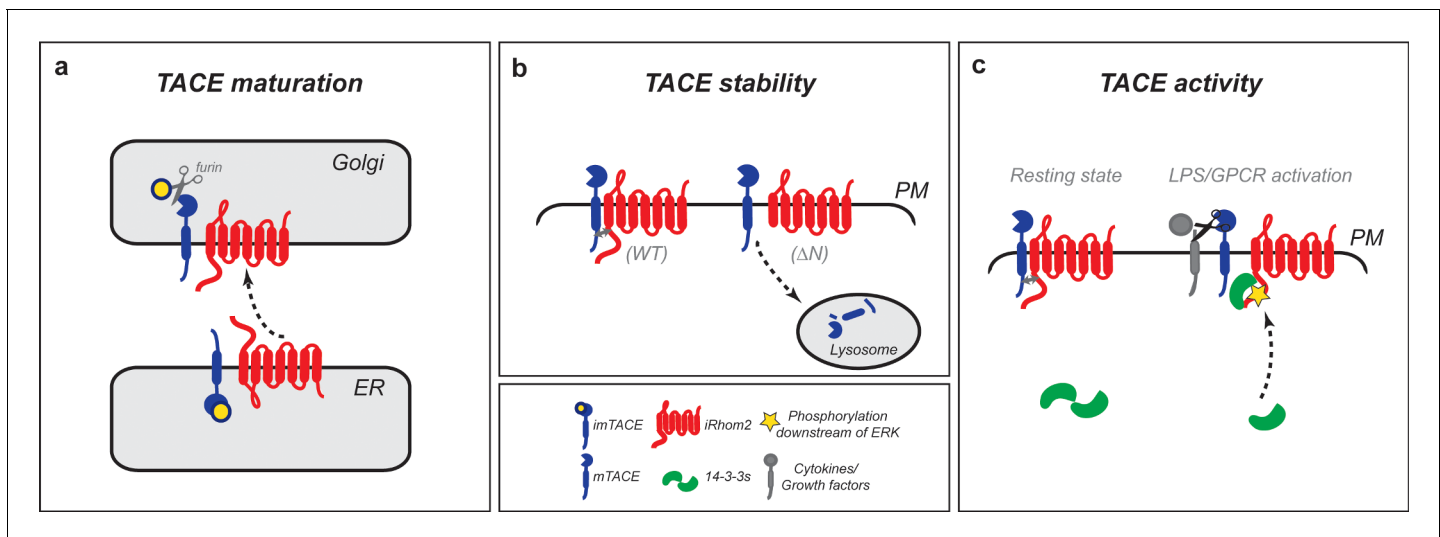 a
TACE maturation
Golgi
furin
ER
b
TACE stability
PM
(WT)
(ΔN)
Lysosome
imTACE
iRhom2
Phosphorylation
downstream of ERK
mTACE
14-3-3s
Cytokines/
Growth factors
c
TACE activity
Resting state
LPS/GPCR activation
PM